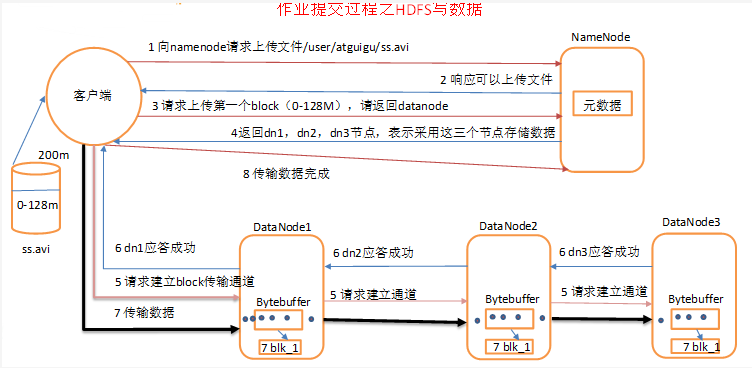 作业提交过程之HDFS写数据
1 向namenode请求上传文件/user/atguigu/ss.avi
NameNode
2 响应可以上传文件
客户端
3 请求上传第一个block（0-128M），请返回datanode
元数据
4返回dn1，dn2，dn3节点，表示采用这三个节点存储数据
200m
8 传输数据完成
0-128m
ss.avi
DataNode1
DataNode2
DataNode3
6 dn1应答成功
6 dn2应答成功
6 dn3应答成功
5 请求建立block传输通道
5 请求建立通道
5 请求建立通道
7 传输数据
Bytebuffer
Bytebuffer
Bytebuffer
7 blk_1
7 blk_1
7 blk_1